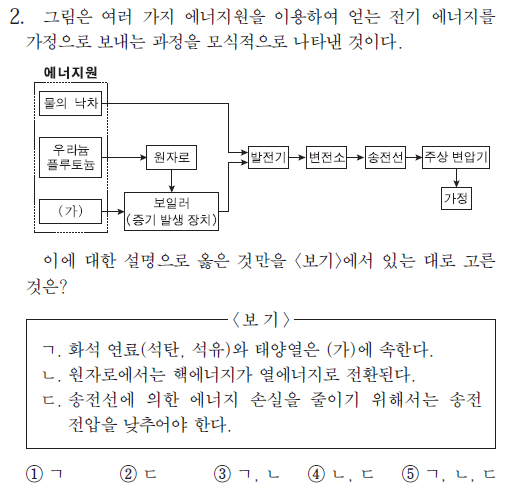 2. 그림은 여러 가지 에너지원을 이용하여 얻는 전기 에너지를
가정으로 보내는 과정을 모식적으로 나타낸 것이다.
에너지원
물의 낙차
우라늄
플루토늄
(가)
원자로
보일러
(증기 발생 장치)
발전기
변전소
송전선
주상 변압기
가정
이에 대한 설명으로 옳은 것만을 <보기>에서 있는 대로 고른
것은?
<보 기>
ㄱ. 화석 연료(석탄, 석유)와 태양열은 (가)에 속한다.
ㄴ. 원자로에서는 핵에너지가 열에너지로 전환된다.
ㄷ. 송전선에 의한 에너지 손실을 줄이기 위해서는 송전
전압을 낮추어야 한다.
① ㄱ ② ㄷ ③ ㄱ, ㄴ ④ ㄴ, ㄷ ⑤ ㄱ, ㄴ, ㄷ